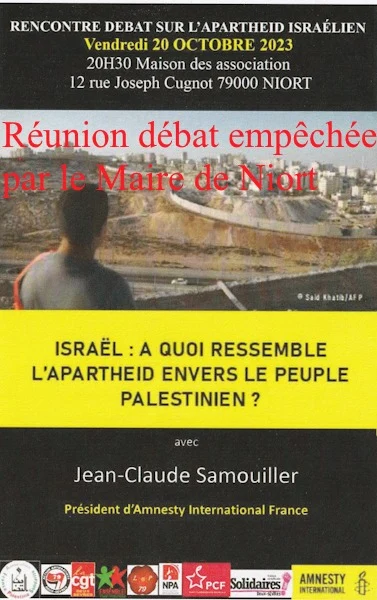 RENCONTRE DEBAT SUR L'APARTHEID ISRAÉLIEN
Vendredi 20 OCTOBRE 2023
20H30 Maison des association
12 rue Joseph Cugnot 79000 NIORT
Réunion débat empêchée
par le Maire de Niort
© Saïd Khatib/AFP
ISRAËL : A QUOI RESSEMBLE
L'APARTHEID ENVERS LE PEUPLE
PALESTINIEN ?
avec
Jean-Claude Samouiller
Président d'Amnesty International France
cgt
ENSEMBLE
NPA
PCF
Solidaires
AMNESTY
INTERNATIONAL